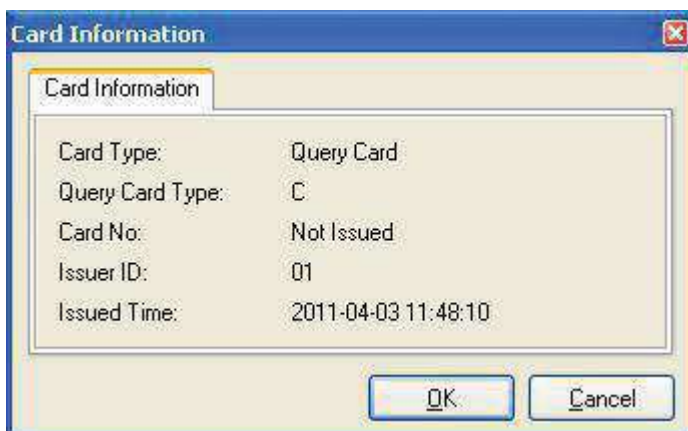 Card Information
Card Information
Card Type: Query Card
Query Card Type: C
Card No: Not Issued
Issuer ID: 01
Issued Time: 2011-04-03 11:48:10
OK Cancel